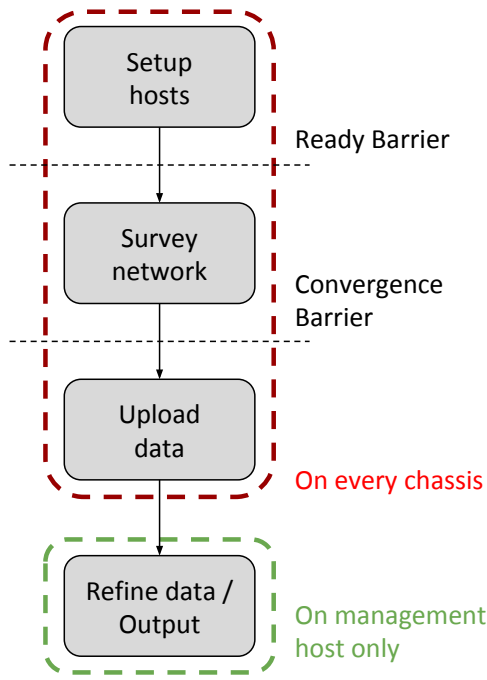 Setup
hosts
Ready Barrier
Survey
network
Convergence
Barrier
Upload
data
On every chassis
Refine data /
Output
On management
host only